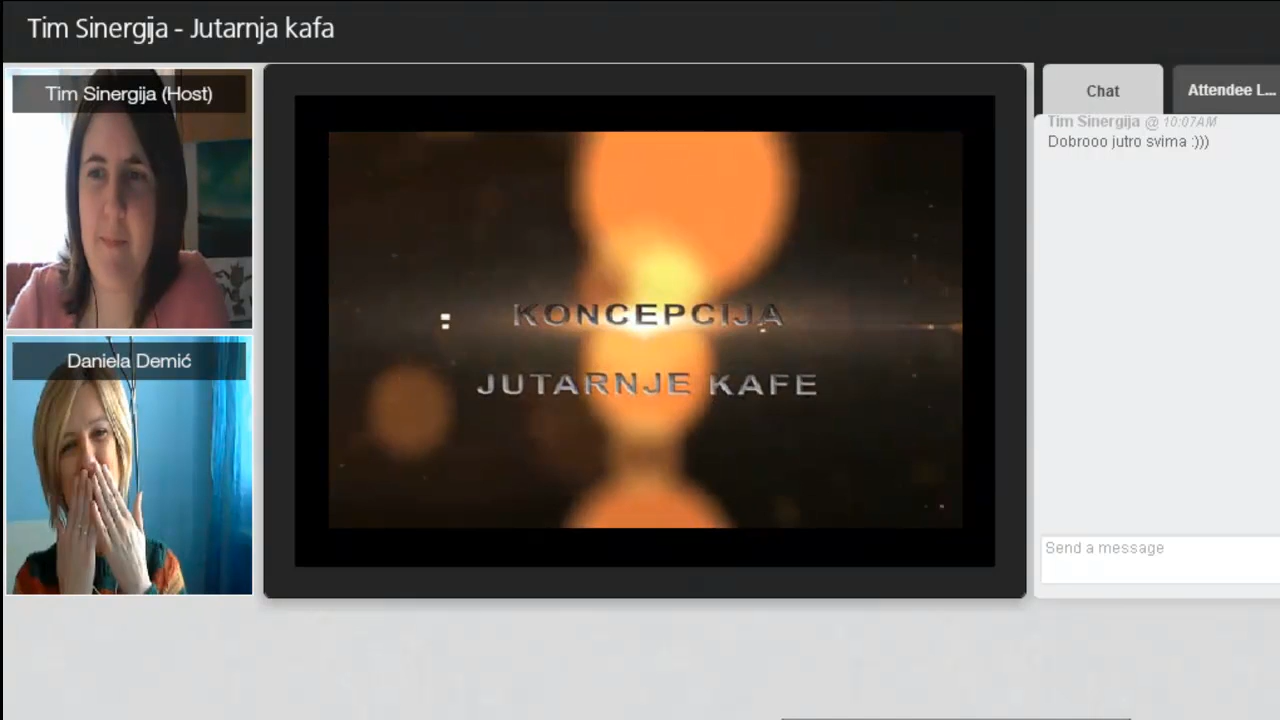 Tim Sinergija - Jutarnja kafa
Tim Sinergija (Host)
Daniela Demić
KONCEPCIJA
JUTARNJE KAFE
Chat
Attendee L...
Tim Sinergija @ 10:07AM
Dobrooo jutro svima :)))
Send a message